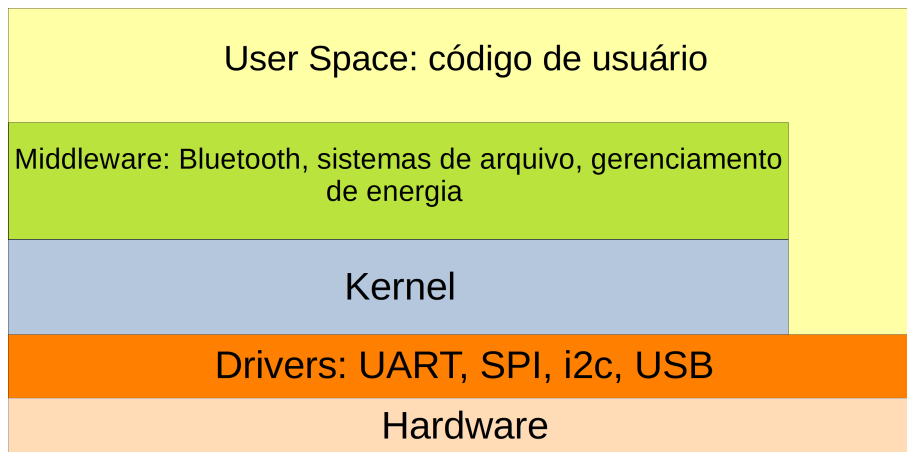 User Space: código de usuário
Middleware: Bluetooth, sistemas de arquivo, gerenciamento
de energia
Kernel
Drivers: UART, SPI, i2c, USB
Hardware